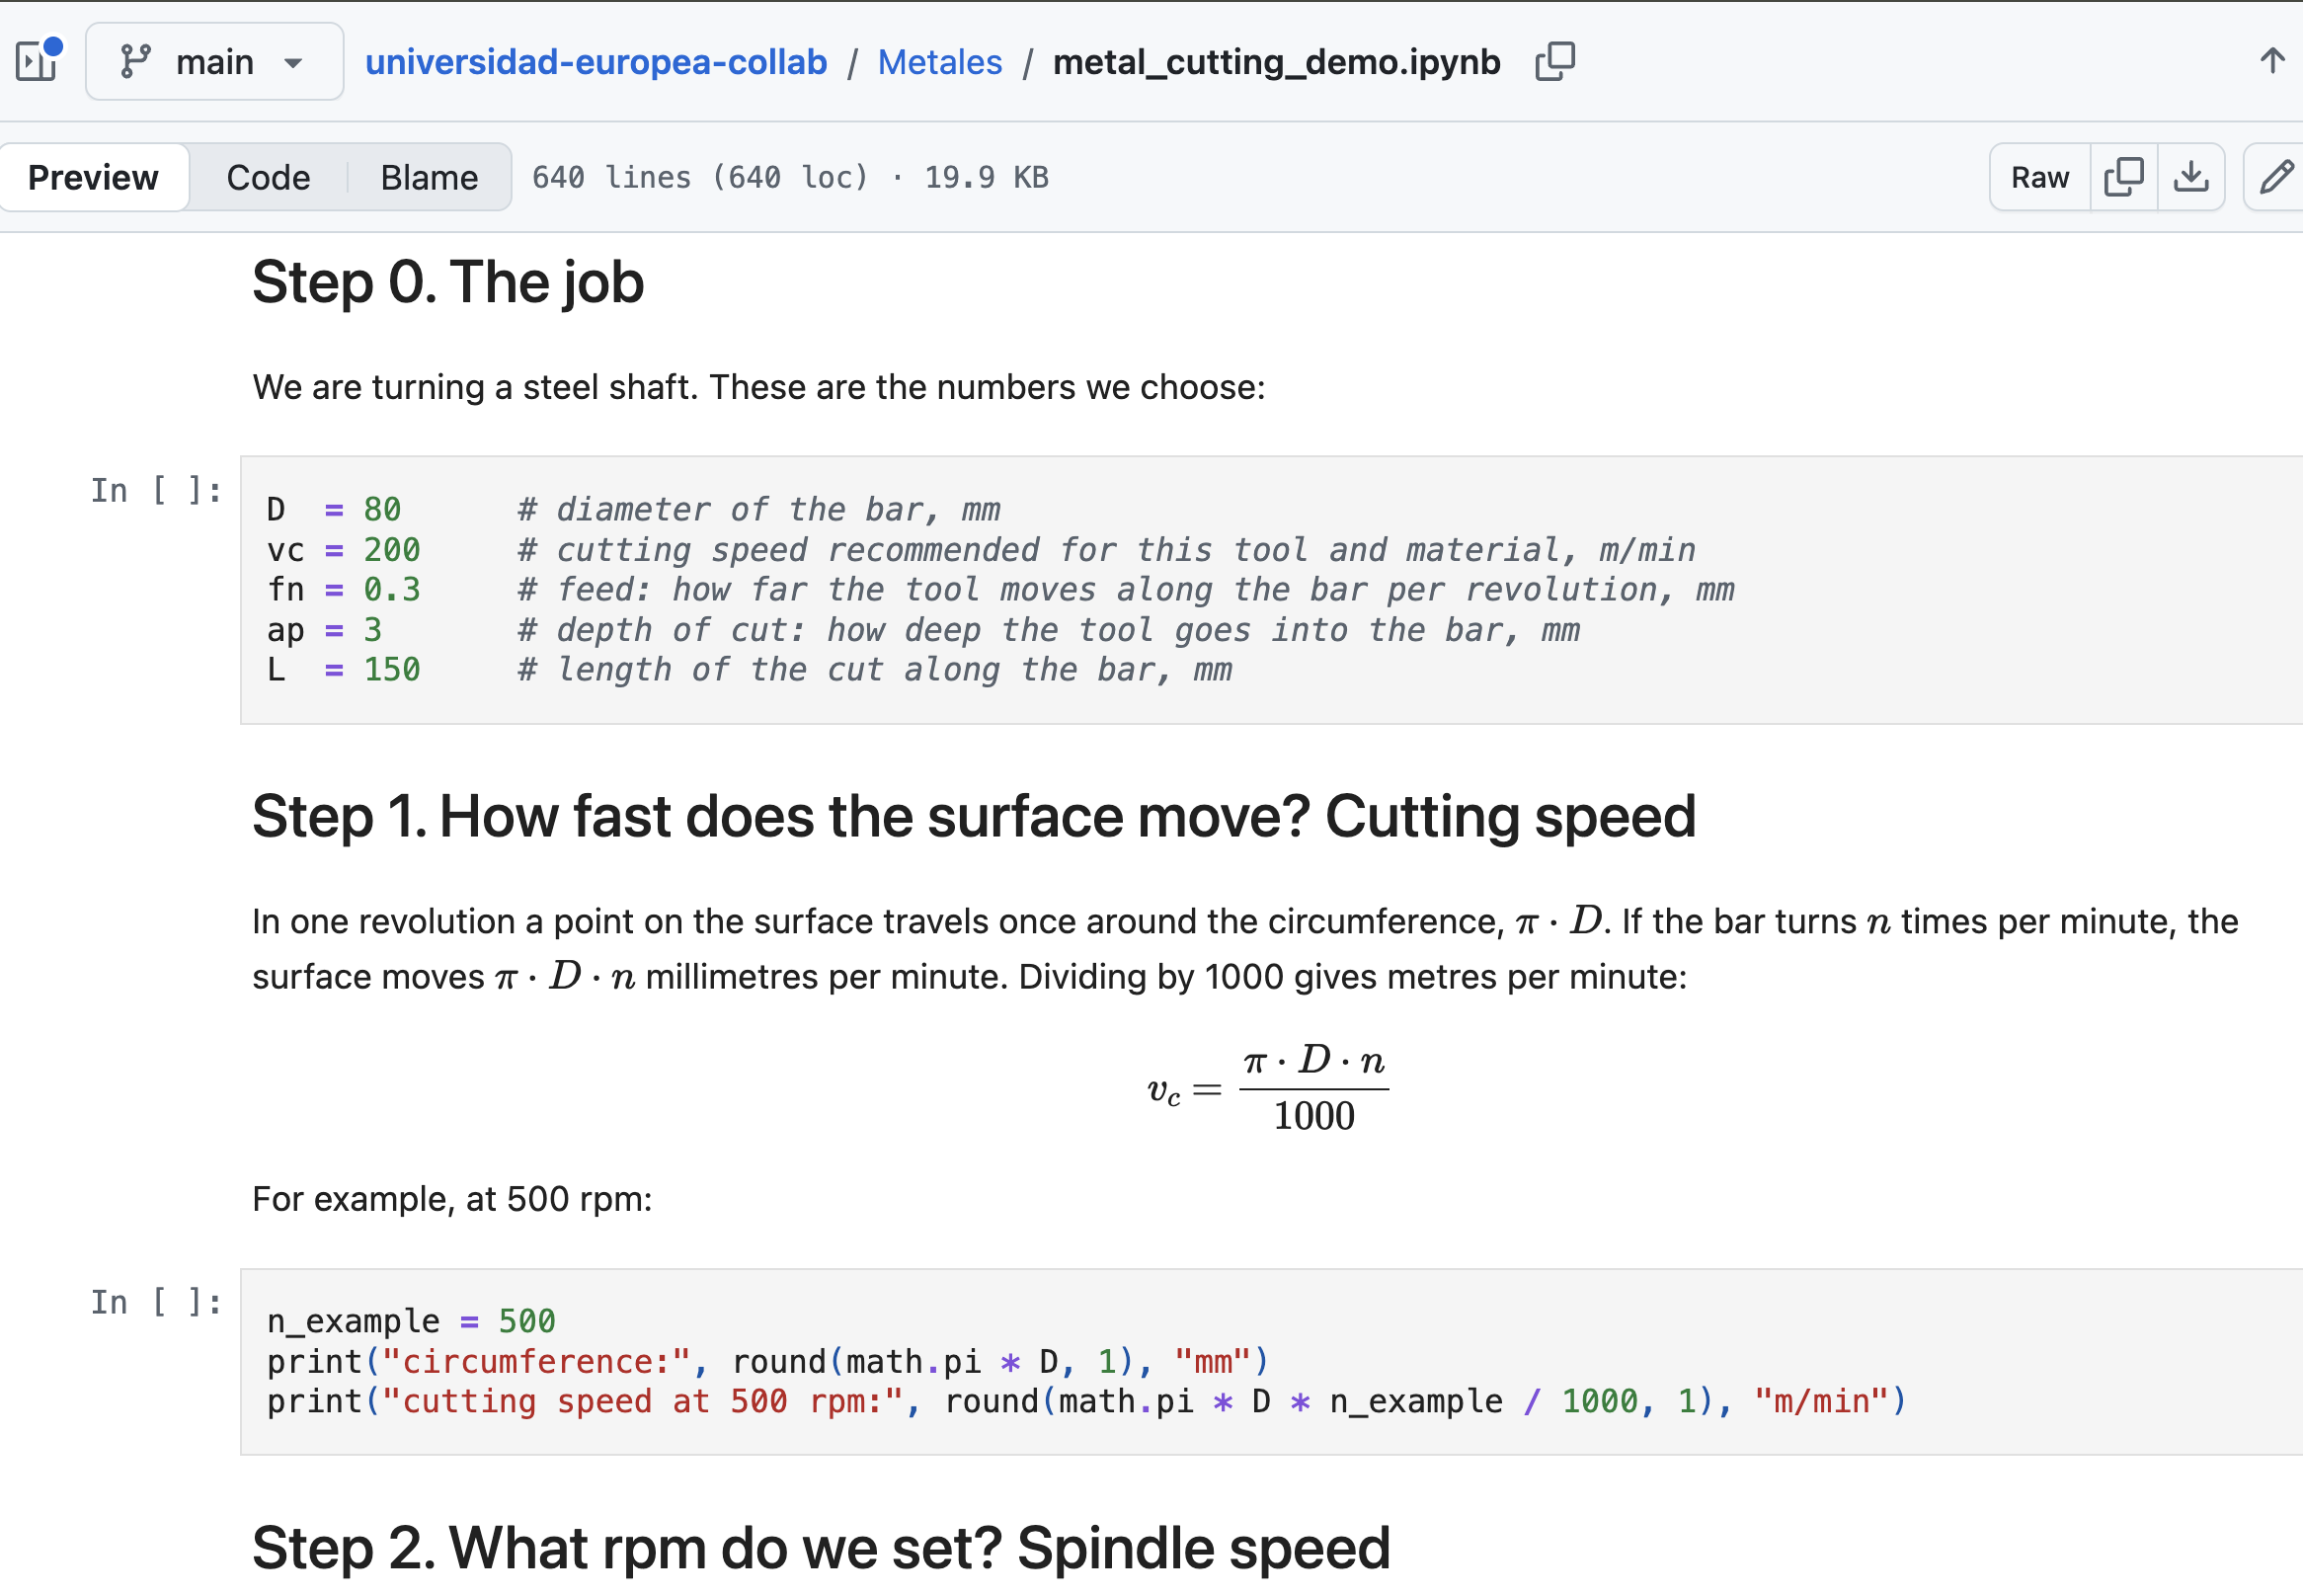 main
universidad-europea-collab / Metales / metal_cutting_demo.ipynb
Preview Code Blame 640 lines (640 loc) · 19.9 KB Raw
Step 0. The job
We are turning a steel shaft. These are the numbers we choose:
In [ ]:
D  = 80      # diameter of the bar, mm
vc = 200     # cutting speed recommended for this tool and material, m/min
fn = 0.3     # feed: how far the tool moves along the bar per revolution, mm
ap = 3       # depth of cut: how deep the tool goes into the bar, mm
L  = 150     # length of the cut along the bar, mm
Step 1. How fast does the surface move? Cutting speed
In one revolution a point on the surface travels once around the circumference, π · D. If the bar turns n times per minute, the
surface moves π · D · n millimetres per minute. Dividing by 1000 gives metres per minute:
v_c = π · D · n / 1000
For example, at 500 rpm:
In [ ]:
n_example = 500
print("circumference:", round(math.pi * D, 1), "mm")
print("cutting speed at 500 rpm:", round(math.pi * D * n_example / 1000, 1), "m/min")
Step 2. What rpm do we set? Spindle speed